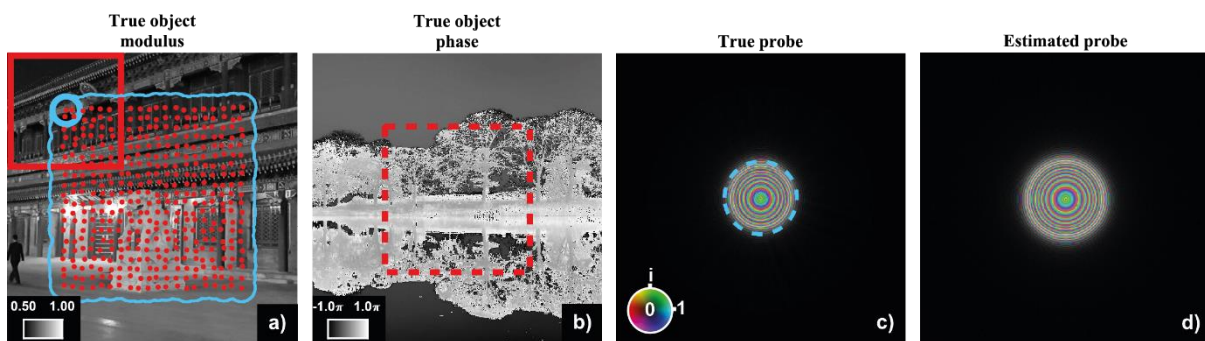 True object
modulus
True object
phase
True probe
Estimated probe
0.50 1.00
a)
-1.0π 1.0π
b)
i
0 -1
c)
d)